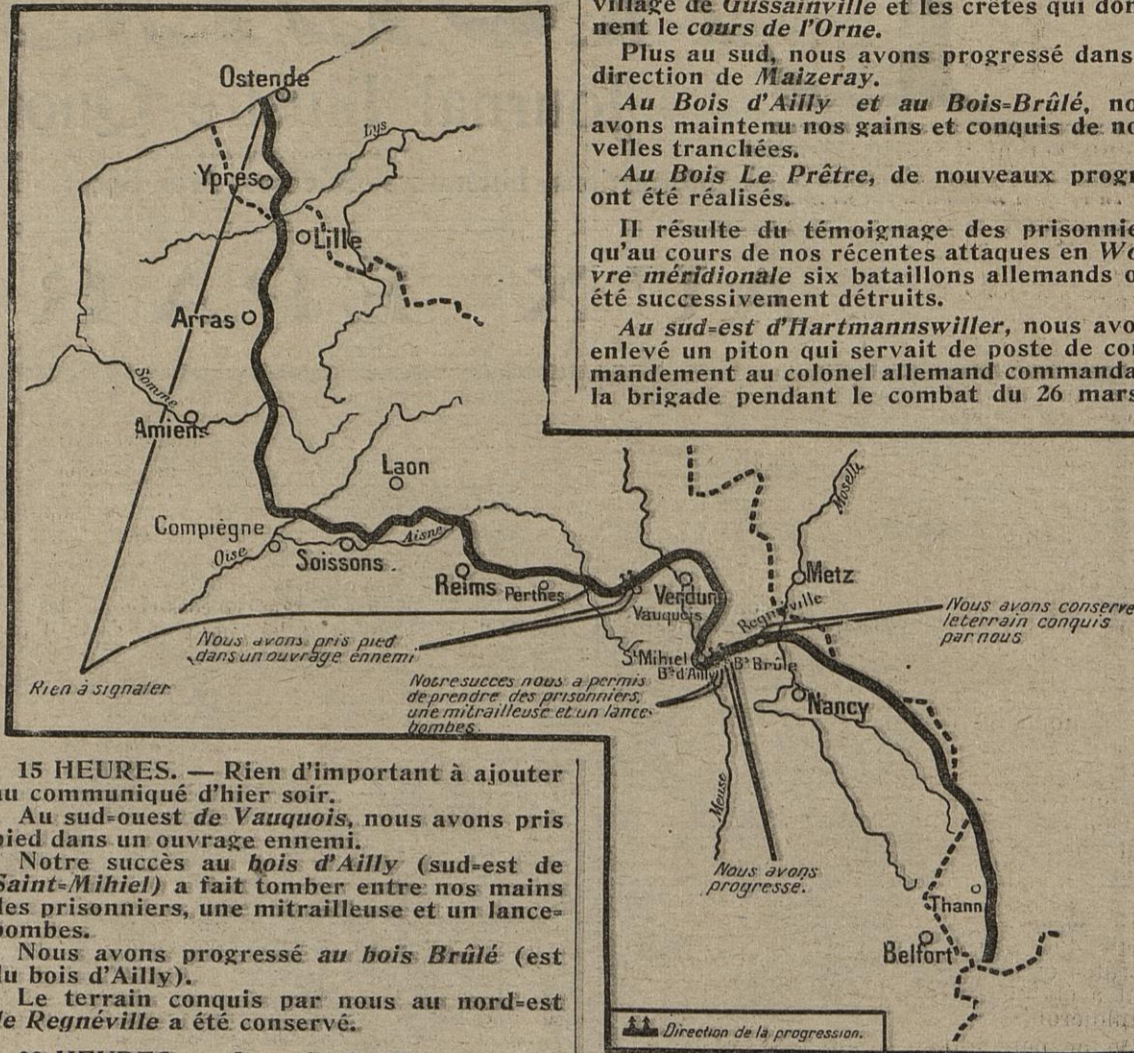 village de Gussainville et les crêtes qui dom
nent le cours de l'Orne.
Plus au sud, nous avons progressé dans
direction de Maizeray.
Au Bois d'Ailly et au Bois-Brûlé, no
avons maintenu nos gains et conquis de no
velles tranchées.
Au Bois Le Prêtre, de nouveaux progr
ont été réalisés.
Il résulte du témoignage des prisonnie
qu'au cours de nos récentes attaques en Wo
vre méridionale six bataillons allemands o
été successivement détruits.
Au sud-est d'Hartmannswiller, nous avo
enlevé un piton qui servait de poste de co
mandement au colonel allemand commanda
la brigade pendant le combat du 26 mars
Ostende
Lys
Ypres
Lille
Arras
Somme
Amiens
Laon
Compiègne
Oise
Soissons.
Aisne
Reims
Perthes
Verdun
Vauquois
Moselle
Metz
Regnéville
St Mihiel
Bs d'Ailly
Bs Brûlé
Nancy
Meuse
Thann
Belfort
Nous avons conservé
le terrain conquis
par nous
Nous avons pris pied
dans un ouvrage ennemi
Rien à signaler
Notre succès nous a permis
de prendre des prisonniers,
une mitrailleuse et un lance-
bombes.
Nous avons
progressé.
Direction de la progression.
15 HEURES. — Rien d'important à ajouter
au communiqué d'hier soir.
Au sud-ouest de Vauquois, nous avons pris
pied dans un ouvrage ennemi.
Notre succès au bois d'Ailly (sud-est de
Saint-Mihiel) a fait tomber entre nos mains
des prisonniers, une mitrailleuse et un lance-
bombes.
Nous avons progressé au bois Brûlé (est
du bois d'Ailly).
Le terrain conquis par nous au nord-est
de Regnéville a été conservé.